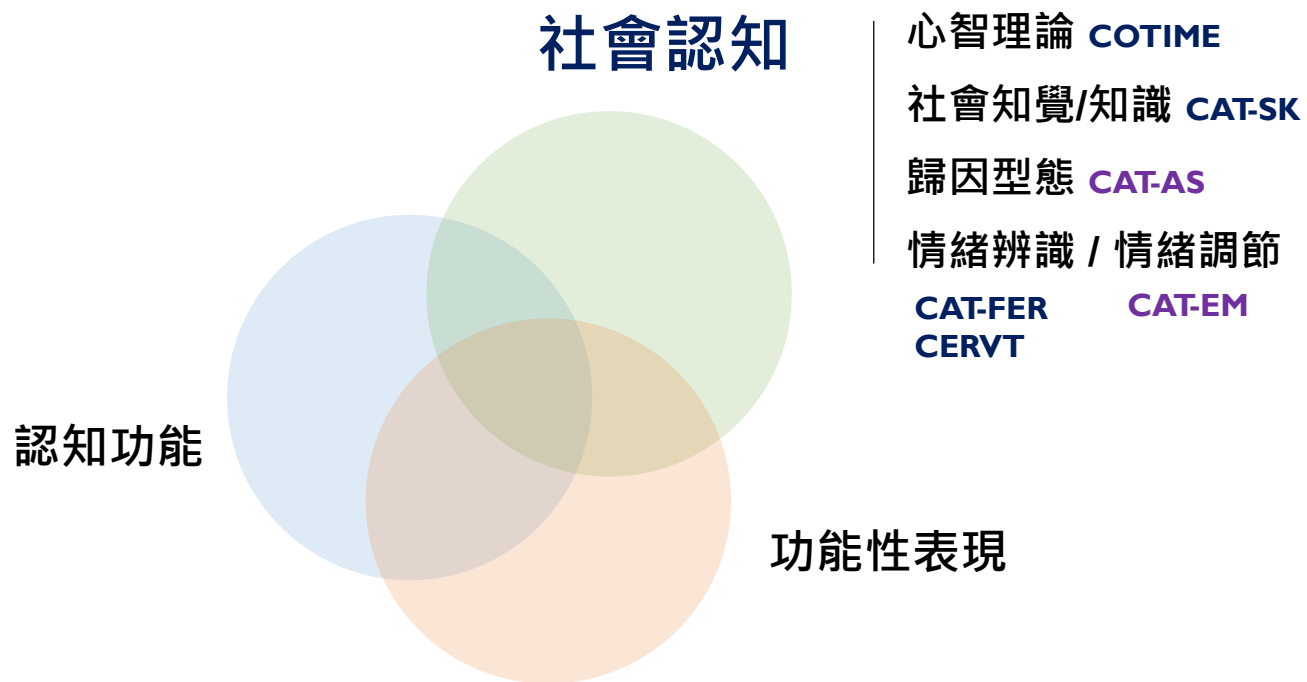 社會認知
心智理論 COTIME
社會知覺/知識 CAT-SK
歸因型態 CAT-AS
情緒辨識 / 情緒調節
CAT-FER CAT-EM
CERVT
認知功能
功能性表現